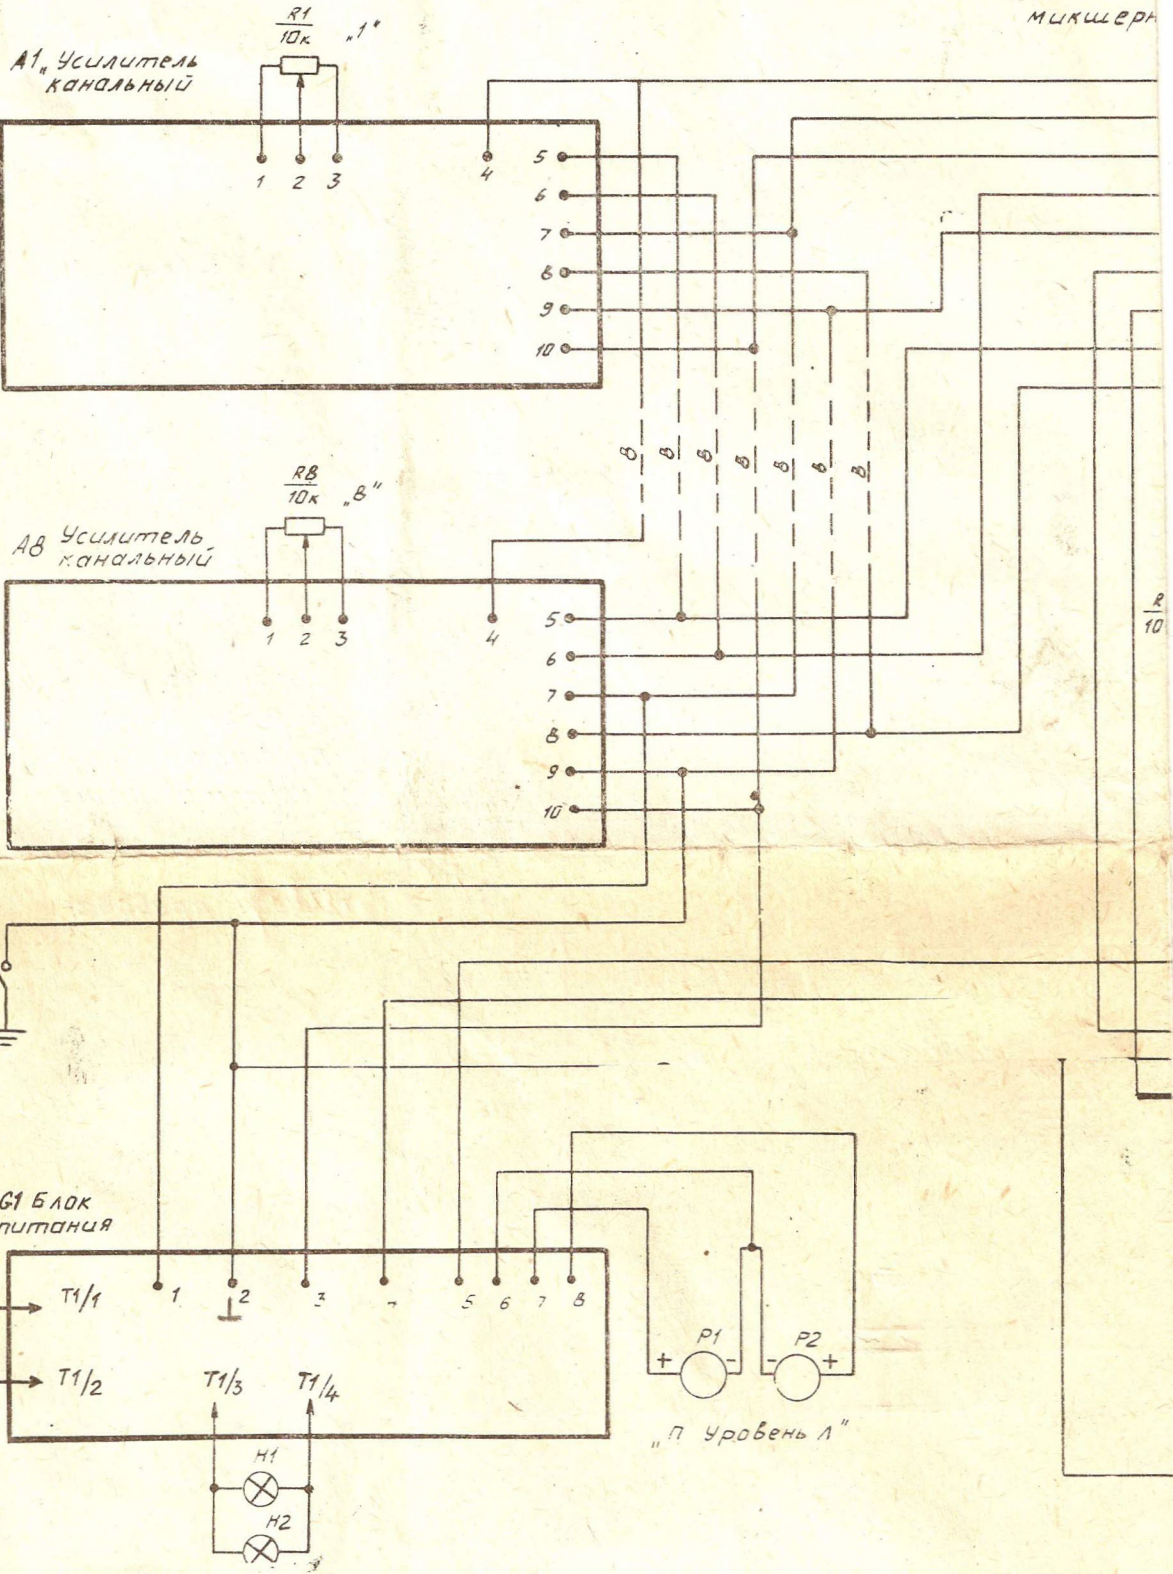 микшерн
R1
10к „1"
A1„Усилитель
канальный
1 2 3 4
5
6
7
8
9
10
R8
10к „8"
A8 Усилитель
канальный
8 8 8 8 8 8 8
1 2 3 4
5
6
7
8
9
10
R
10
G1 Блок
питания
1 2 3 5 6 7 8
T1/1
T1/2 T1/3 T1/4
P1 P2
+ - - +
„П Уровень Л"
H1
H2